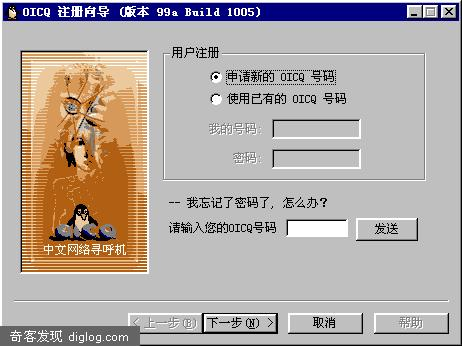 OICQ 注册向导 (版本 99a Build 1005)
用户注册
申请新的 OICQ 号码
使用已有的 OICQ 号码
我的号码:
密码:
-- 我忘记了密码了, 怎么办?
请输入您的OICQ号码
发送
OICQ
中文网络寻呼机
< 上一步(B)
下一步(N) >
取消
帮助
奇客发现 diglog.com